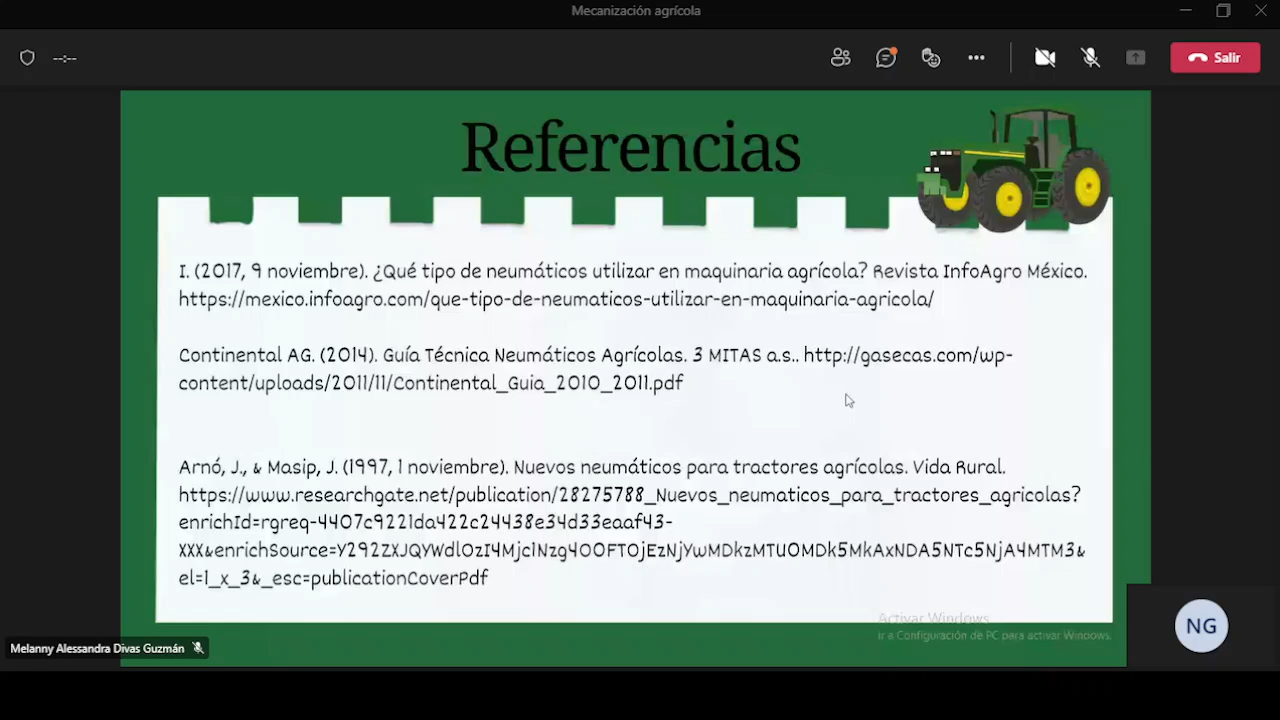 Mecanización agrícola
--:--
Salir
Referencias
I. (2017, 9 noviembre). ¿Qué tipo de neumáticos utilizar en maquinaria agrícola? Revista InfoAgro México.
https://mexico.infoagro.com/que-tipo-de-neumaticos-utilizar-en-maquinaria-agricola/
Continental AG. (2014). Guía Técnica Neumáticos Agrícolas. 3 MITAS a.s.. http://gasecas.com/wp-
content/uploads/2011/11/Continental_Guia_2010_2011.pdf
Arnó, J., & Masip, J. (1997, 1 noviembre). Nuevos neumáticos para tractores agrícolas. Vida Rural.
https://www.researchgate.net/publication/28275788_Nuevos_neumaticos_para_tractores_agricolas?
enrichId=rgreq-4407c9221da422c24438e34d33eaaf43-
XXX&enrichSource=Y292ZXJQYWdlOzI4Mjc1Nzg4O0FTOjEzNjYwMDkzMTU0MDk5MkAxNDA5NTc5NjA4MTM3&
el=1_x_3&_esc=publicationCoverPdf
Activar Windows
Ir a Configuración de PC para activar Windows.
Melanny Alessandra Divas Guzmán
NG